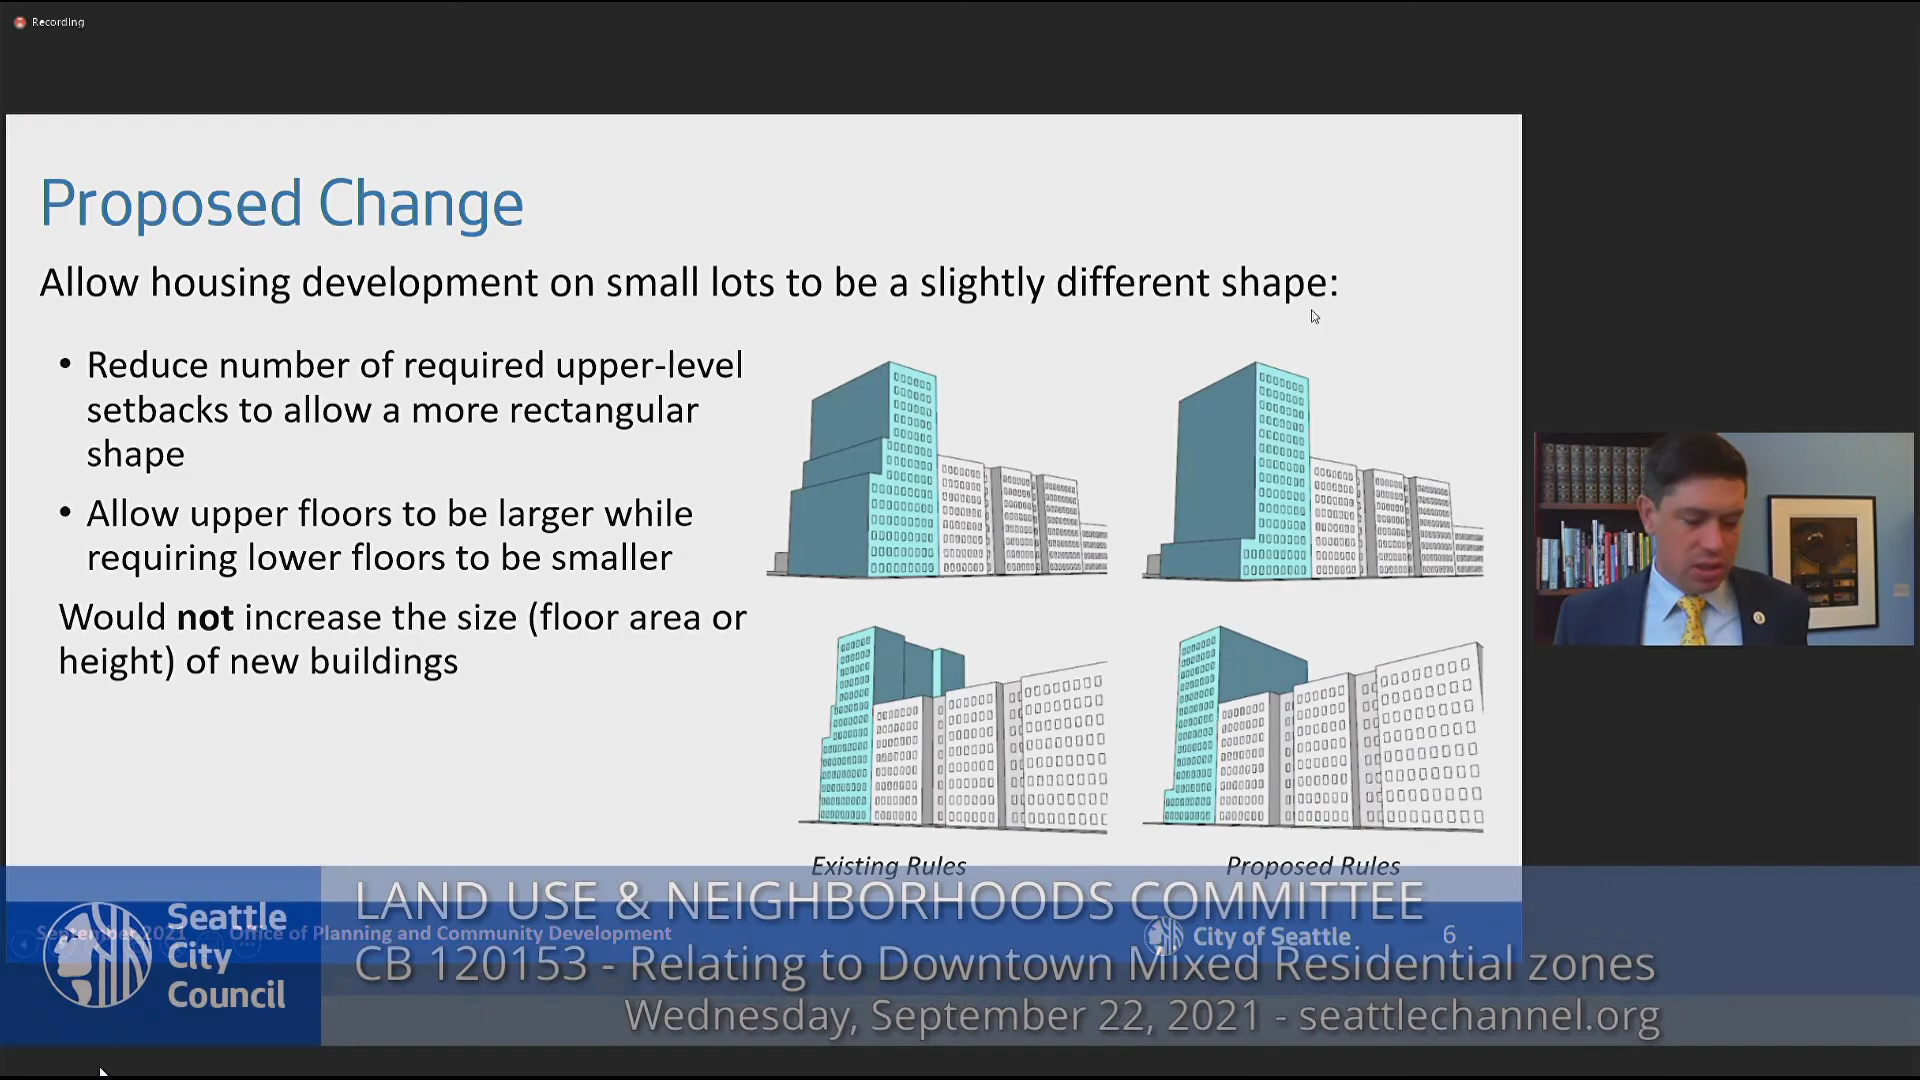 Recording
Proposed Change
Allow housing development on small lots to be a slightly different shape:
• Reduce number of required upper-level
setbacks to allow a more rectangular
shape
• Allow upper floors to be larger while
requiring lower floors to be smaller
Would not increase the size (floor area or
height) of new buildings
Existing Rules
Proposed Rules
September 2021
Office of Planning and Community Development
City of Seattle
6
Seattle
City
Council
LAND USE & NEIGHBORHOODS COMMITTEE
CB 120153 - Relating to Downtown Mixed Residential zones
Wednesday, September 22, 2021 - seattlechannel.org